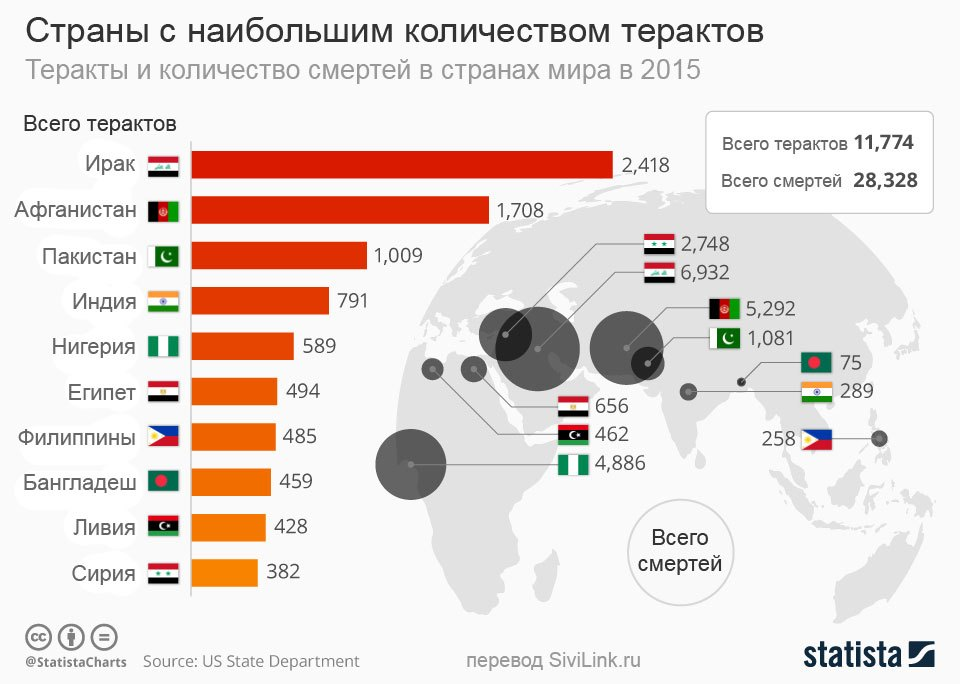 Страны с наибольшим количеством терактов
Теракты и количество смертей в странах мира в 2015
Всего терактов
Всего терактов 11,774
Всего смертей 28,328
Ирак 2,418
Афганистан 1,708
Пакистан 1,009
Индия 791
Нигерия 589
Египет 494
Филиппины 485
Бангладеш 459
Ливия 428
Сирия 382
2,748
6,932
5,292
1,081
75
289
258
656
462
4,886
Всего
смертей
cc
@StatistaCharts Source: US State Department
перевод SiviLink.ru
statista